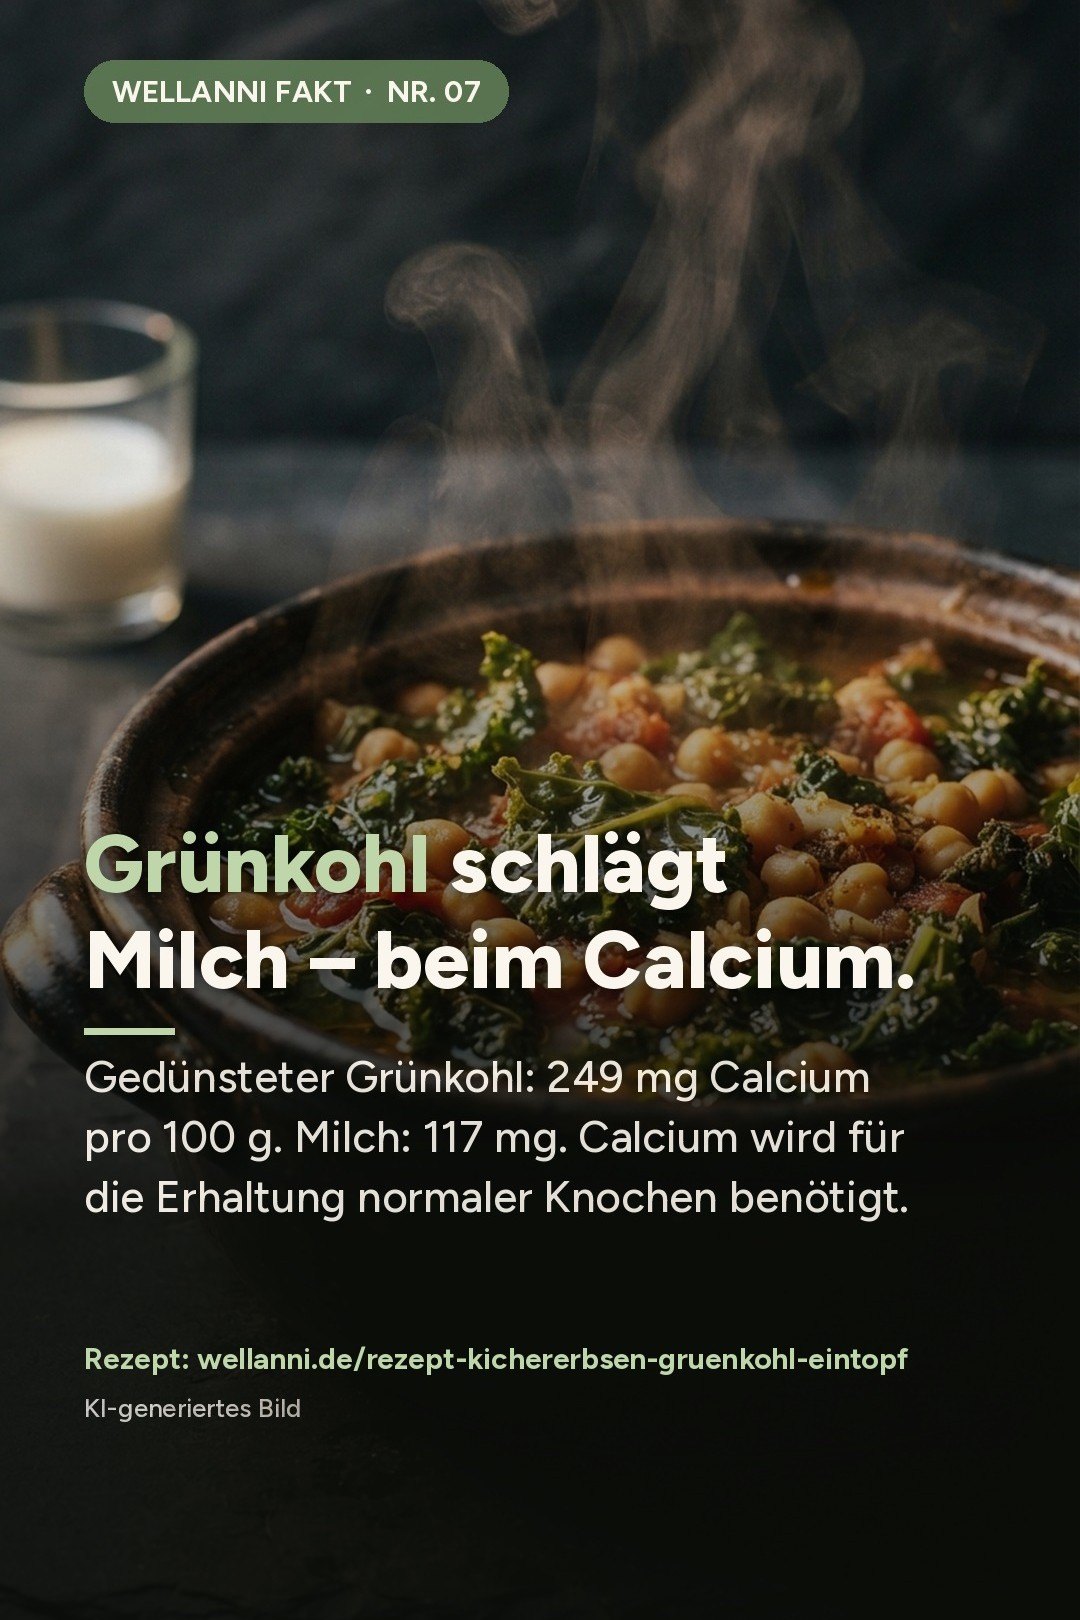 WELLANNI FAKT · NR. 07
Grünkohl schlägt
Milch – beim Calcium.
Gedünsteter Grünkohl: 249 mg Calcium
pro 100 g. Milch: 117 mg. Calcium wird für
die Erhaltung normaler Knochen benötigt.
Rezept: wellanni.de/rezept-kichererbsen-gruenkohl-eintopf
KI-generiertes Bild